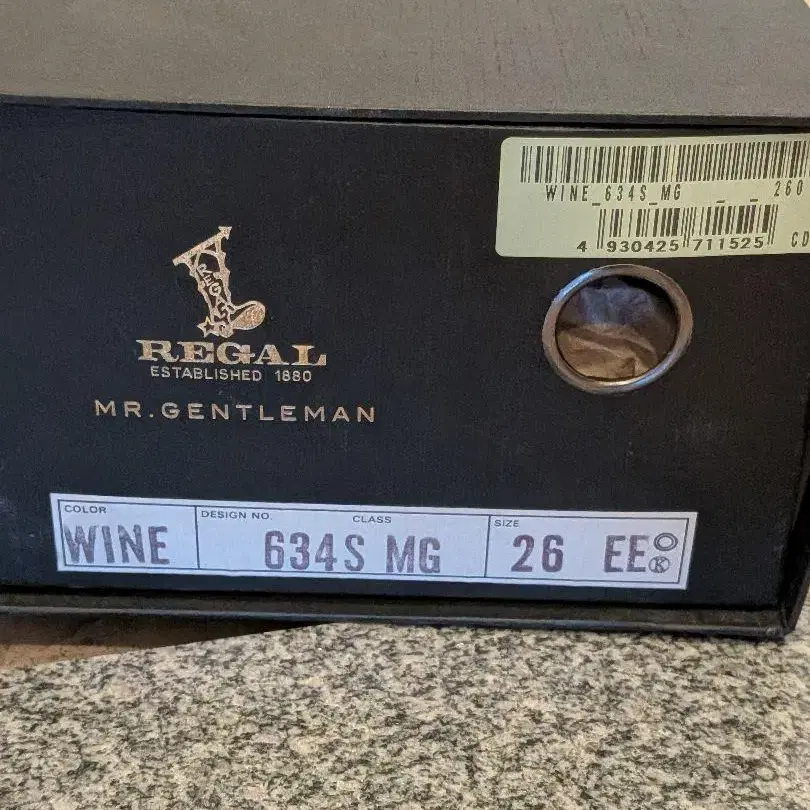 WINE_634S_MG _ _ 260
4 930425 711525 CD
REGAL
REGAL
ESTABLISHED 1880
MR.GENTLEMAN
COLOR DESIGN NO. CLASS SIZE
WINE 634S MG 26 EE
K